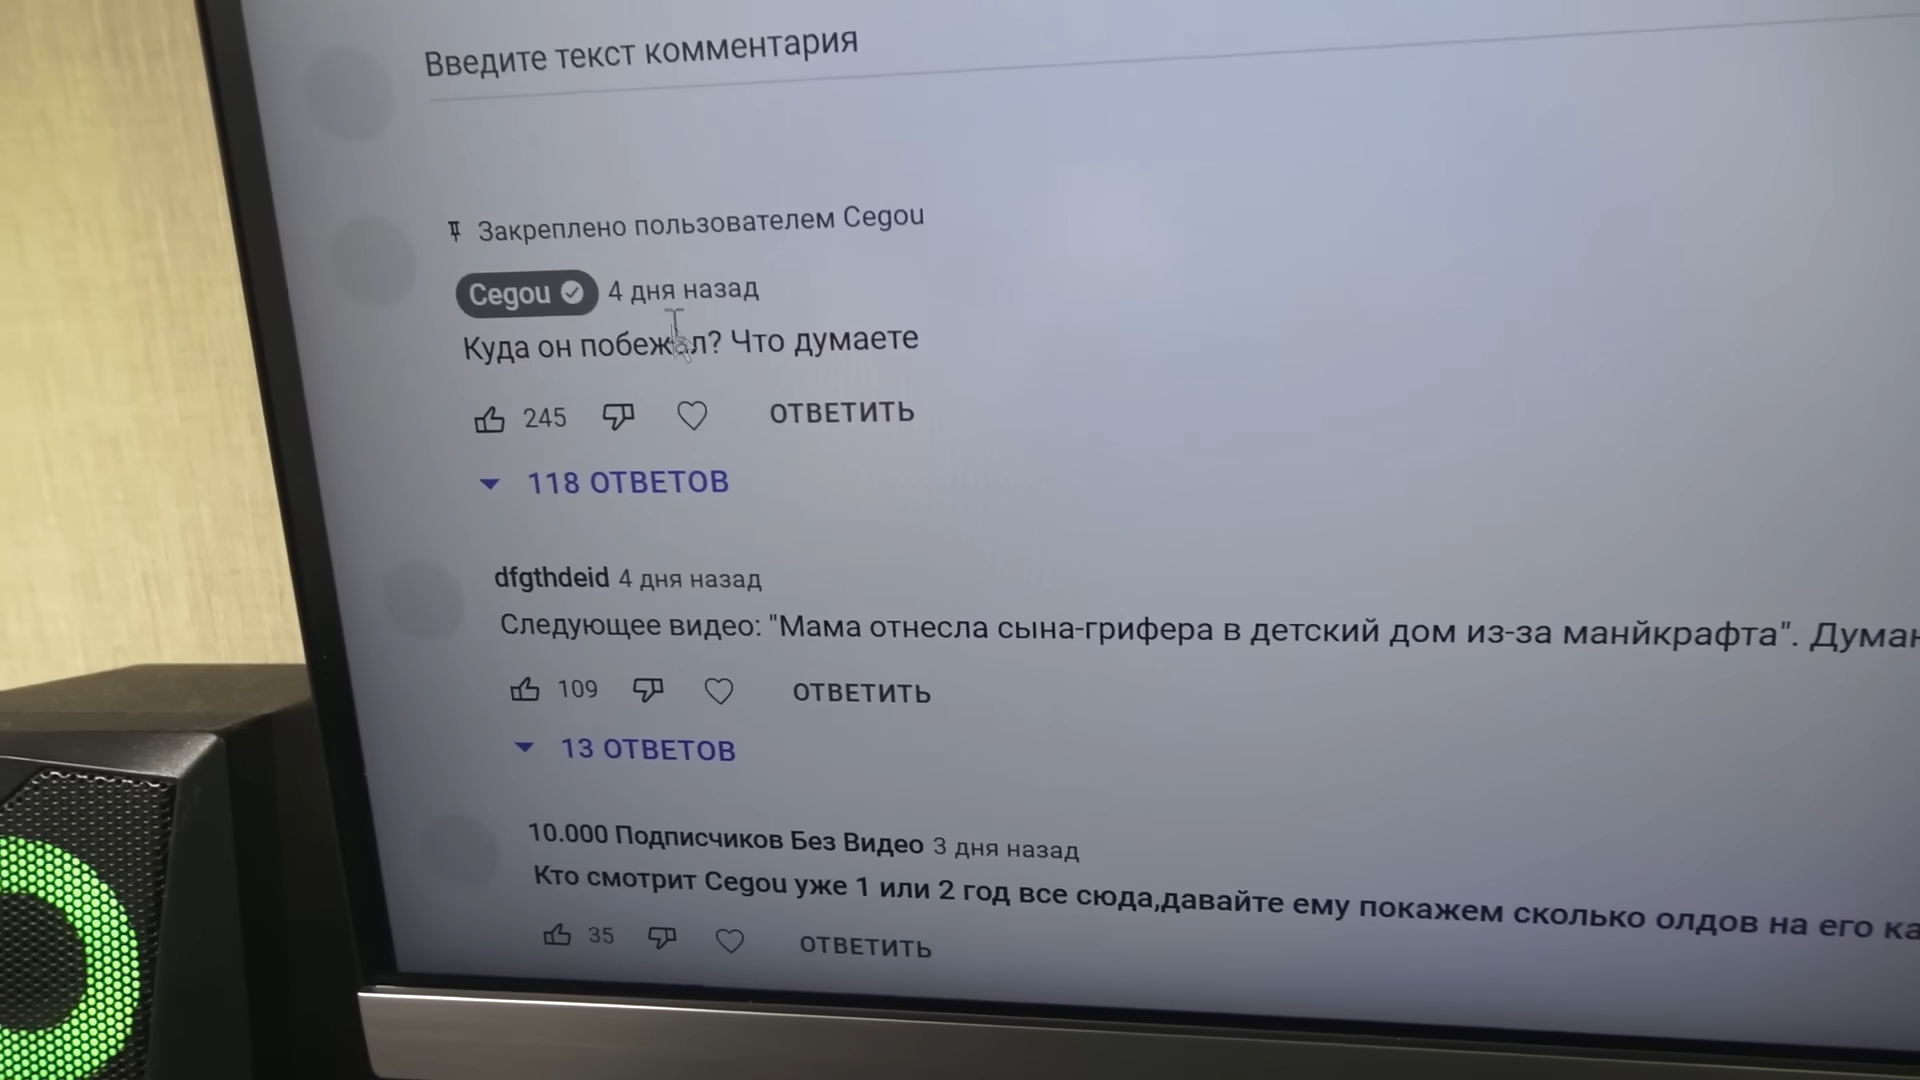 Введите текст комментария
Закреплено пользователем Cegou
Cegou 4 дня назад
Куда он побежал? Что думаете
245 ОТВЕТИТЬ
118 ОТВЕТОВ
dfgthdeid 4 дня назад
Следующее видео: "Мама отнесла сына-грифера в детский дом из-за манйкрафта".
109 ОТВЕТИТЬ
13 ОТВЕТОВ
10.000 Подписчиков Без Видео 3 дня назад
Кто смотрит Cegou уже 1 или 2 год все сюда,давайте ему покажем сколько олдов на его
35 ОТВЕТИТЬ